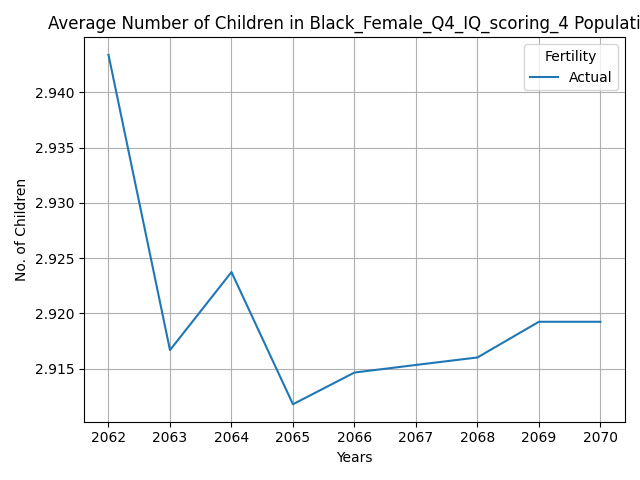 Average Number of Children in Black_Female_Q4_IQ_scoring_4 Populati
Fertility
Actual
2.940
2.935
2.930
2.925
2.920
2.915
No. of Children
2062 2063 2064 2065 2066 2067 2068 2069 2070
Years